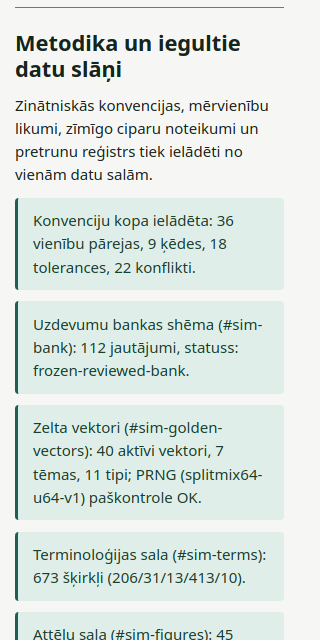 Metodika un iegultie
datu slāņi
Zinātniskās konvencijas, mērvienību
likumi, zīmīgo ciparu noteikumi un
pretrunu reģistrs tiek ielādēti no
vienām datu salām.
Konvenciju kopa ielādēta: 36
vienību pārejas, 9 ķēdes, 18
tolerances, 22 konflikti.
Uzdevumu bankas shēma (#sim-
bank): 112 jautājumi, statuss:
frozen-reviewed-bank.
Zelta vektori (#sim-golden-
vectors): 40 aktīvi vektori, 7
tēmas, 11 tipi; PRNG (splitmix64-
u64-v1) paškontrole OK.
Terminoloģijas sala (#sim-terms):
673 šķirkļi (206/31/13/413/10).
Attēlu sala (#sim-figures): 45